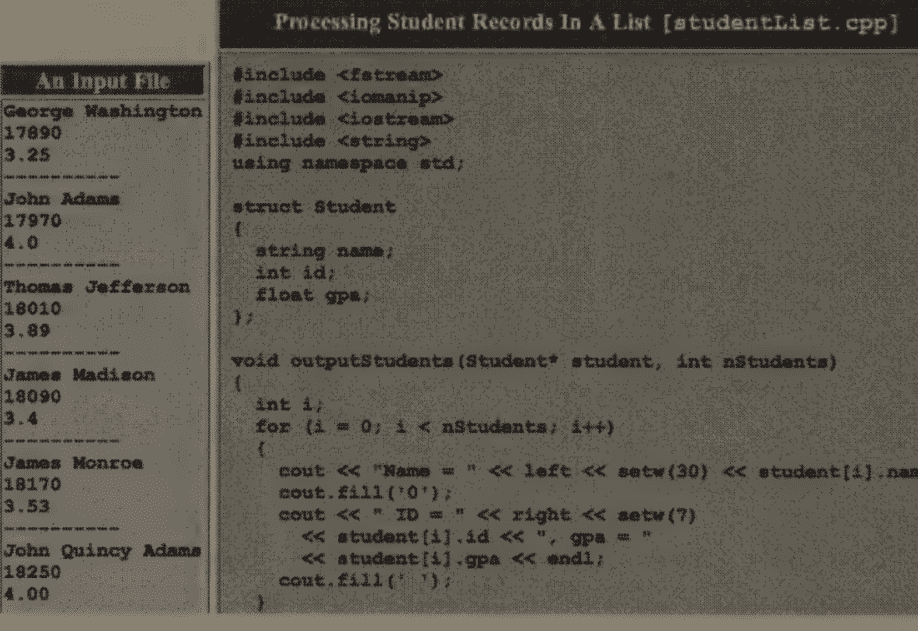 Processing Student Records In A List [studentList.cpp]
An Input File
George Washington
17890
3.25
----------
John Adams
17970
4.0
----------
Thomas Jefferson
18010
3.89
----------
James Madison
18090
3.4
----------
James Monroe
18170
3.53
----------
John Quincy Adams
18250
4.00
#include <fstream>
#include <iomanip>
#include <iostream>
#include <string>
using namespace std;
struct Student
{
string name;
int id;
float gpa;
};
void outputStudents(Student* student, int nStudents)
{
int i;
for (i = 0; i < nStudents; i++)
{
cout << "Name = " << left << setw(30) << student[i].nam
cout.fill('0');
cout << " ID = " << right << setw(7)
<< student[i].id << ", gpa = "
<< student[i].gpa << endl;
cout.fill(' ');
}